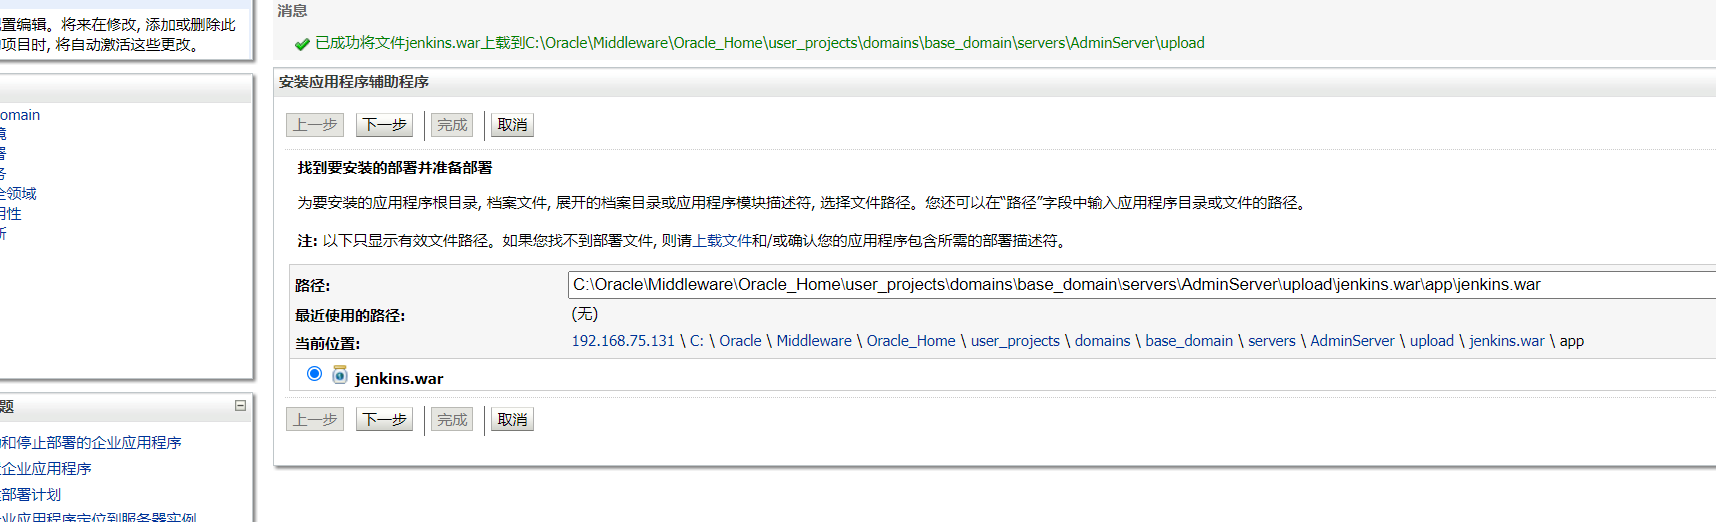 置编辑。将来在修改, 添加或删除此
项目时, 将自动激活这些更改。
omain
境
署
务
全领域
用性
断
题
和停止部署的企业应用程序
企业应用程序
部署计划
业应用程序定位到服务器实例
消息
已成功将文件jenkins.war上载到C:\Oracle\Middleware\Oracle_Home\user_projects\domains\base_domain\servers\AdminServer\upload
安装应用程序辅助程序
上一步 下一步 完成 取消
找到要安装的部署并准备部署
为要安装的应用程序根目录, 档案文件, 展开的档案目录或应用程序模块描述符, 选择文件路径。您还可以在“路径”字段中输入应用程序目录或文件的路径。
注: 以下只显示有效文件路径。如果您找不到部署文件, 则请上载文件和/或确认您的应用程序包含所需的部署描述符。
路径: C:\Oracle\Middleware\Oracle_Home\user_projects\domains\base_domain\servers\AdminServer\upload\jenkins.war\app\jenkins.war
最近使用的路径: (无)
当前位置: 192.168.75.131 \ C: \ Oracle \ Middleware \ Oracle_Home \ user_projects \ domains \ base_domain \ servers \ AdminServer \ upload \ jenkins.war \ app
jenkins.war
上一步 下一步 完成 取消